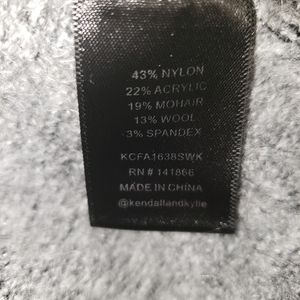 43% NYLON
22% ACRYLIC
19% MOHAIR
13% WOOL
3% SPANDEX
KCFA1638SWK
RN # 141866
MADE IN CHINA
@kendallandkylie